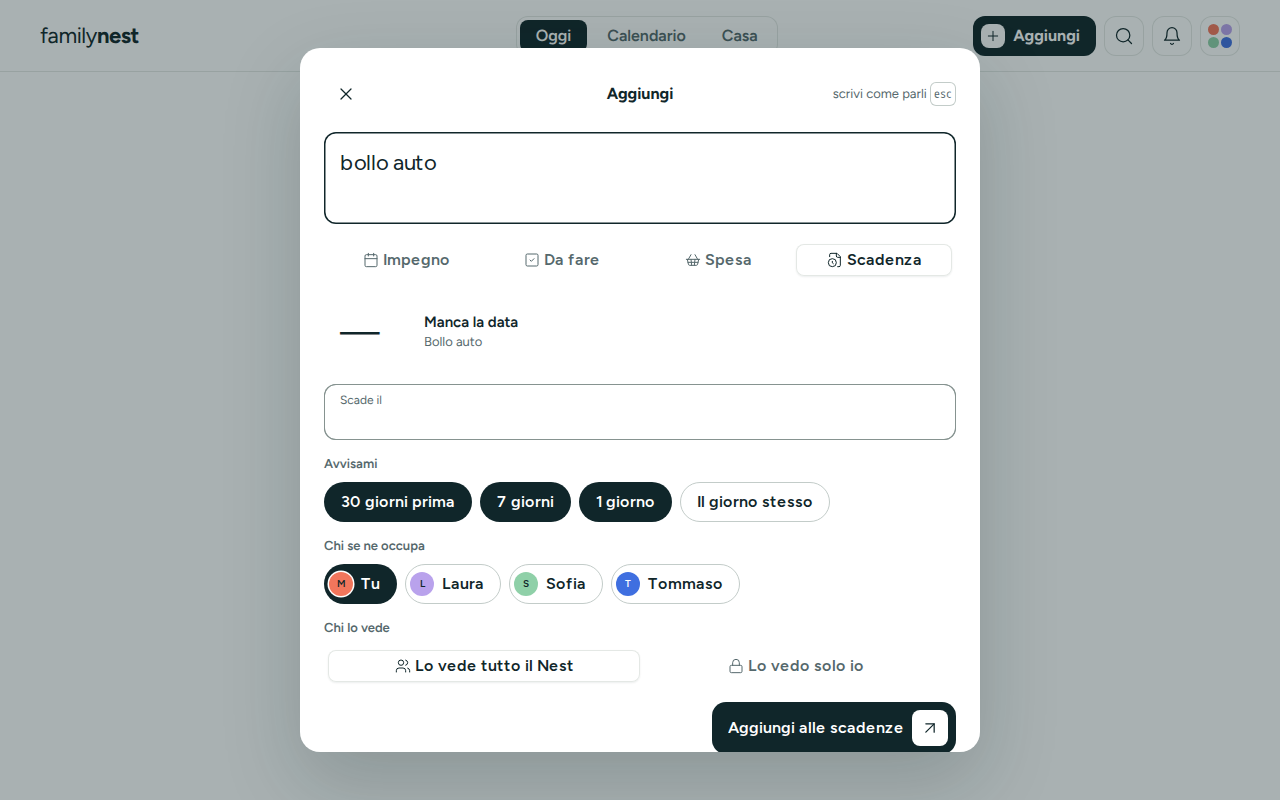 familynest
Oggi
Calendario
Casa
Aggiungi
Aggiungi
scrivi come parli esc
bollo auto
Impegno
Da fare
Spesa
Scadenza
Manca la data
Bollo auto
Scade il
Avvisami
30 giorni prima
7 giorni
1 giorno
Il giorno stesso
Chi se ne occupa
M Tu
L Laura
S Sofia
T Tommaso
Chi lo vede
Lo vede tutto il Nest
Lo vedo solo io
Aggiungi alle scadenze